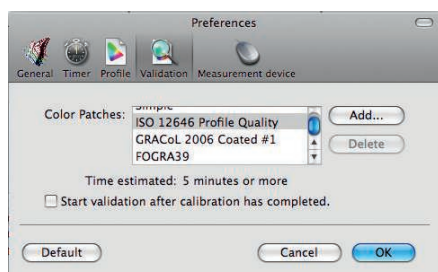 Preferences
General Timer Profile Validation Measurement device
Color Patches:
Simple
ISO 12646 Profile Quality
GRACoL 2006 Coated #1
FOGRA39
Add...
Delete
Time estimated: 5 minutes or more
Start validation after calibration has completed.
Default Cancel OK